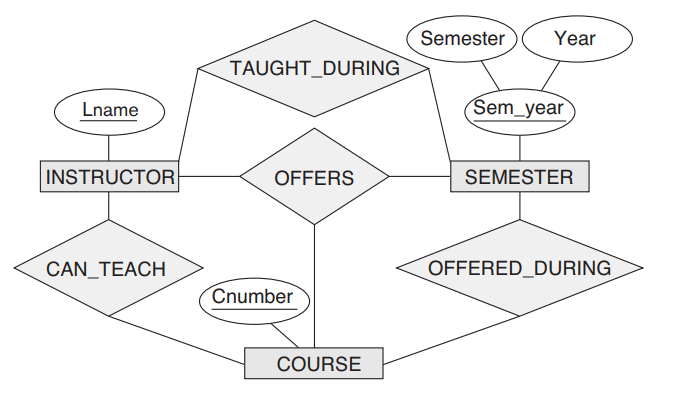 Semester
Year
TAUGHT_DURING
Lname
Sem_year
INSTRUCTOR
OFFERS
SEMESTER
CAN_TEACH
OFFERED_DURING
Cnumber
COURSE